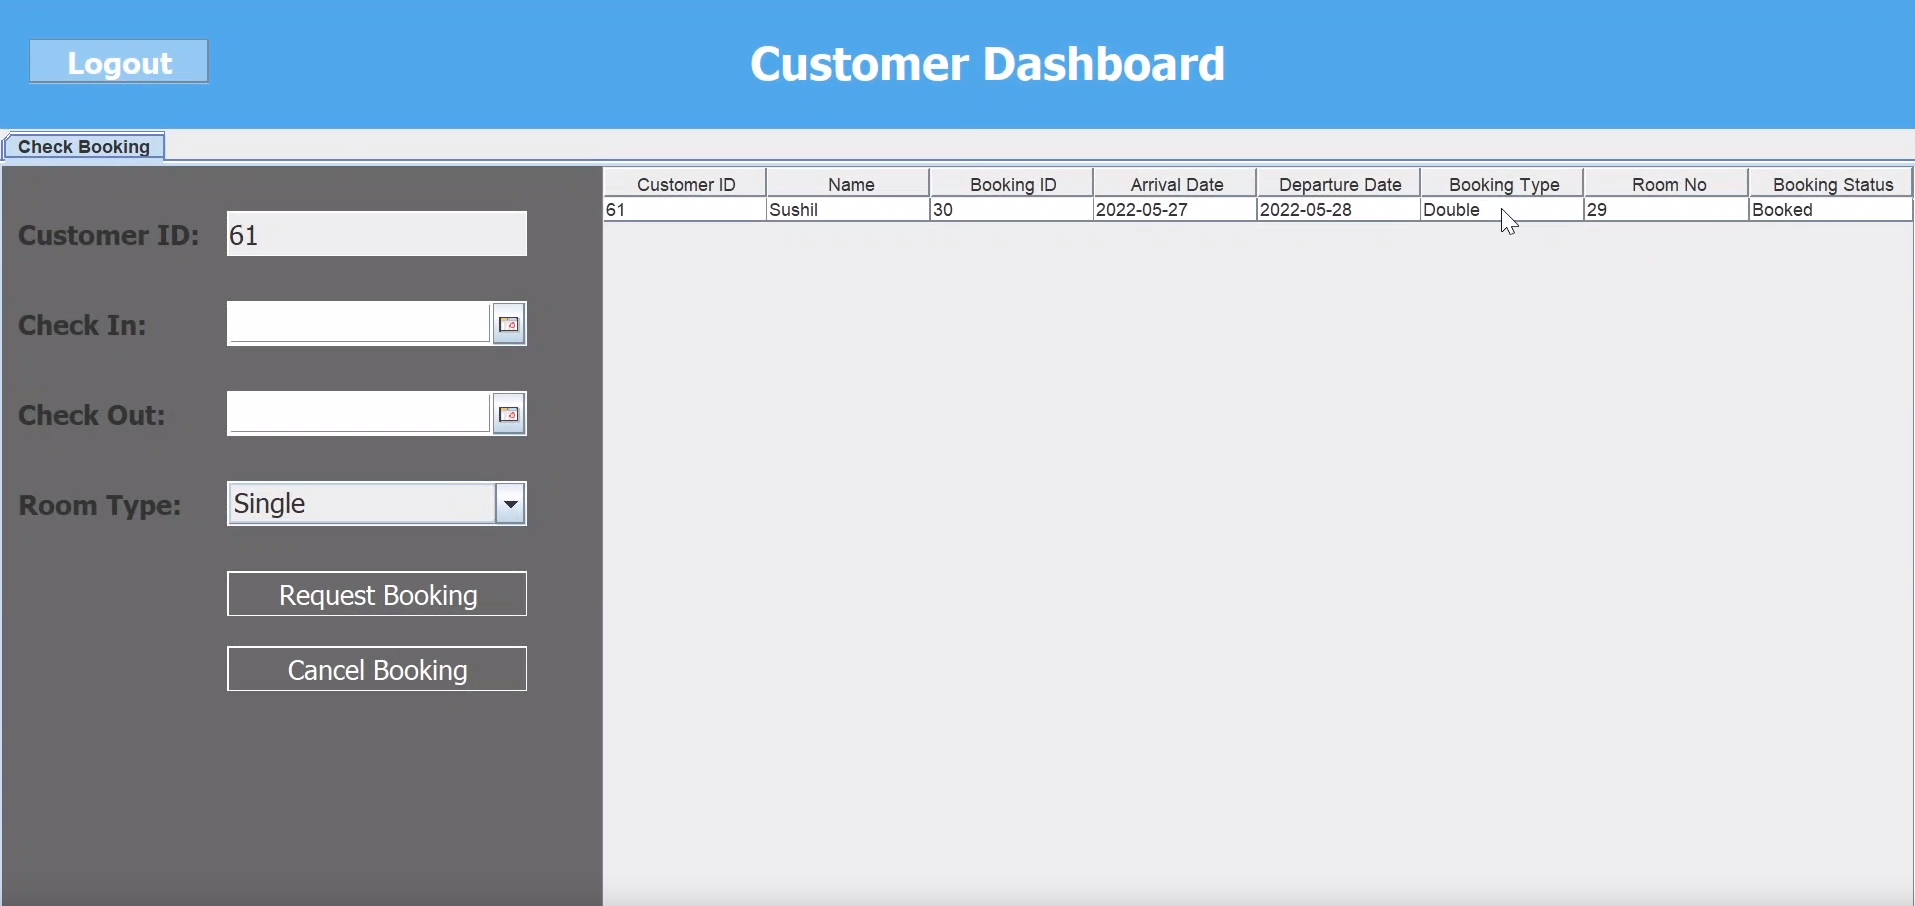 Logout
Customer Dashboard
Check Booking
Customer ID: 61
Check In:
Check Out:
Room Type: Single
Request Booking
Cancel Booking
Customer ID Name Booking ID Arrival Date Departure Date Booking Type Room No Booking Status
61 Sushil 30 2022-05-27 2022-05-28 Double 29 Booked